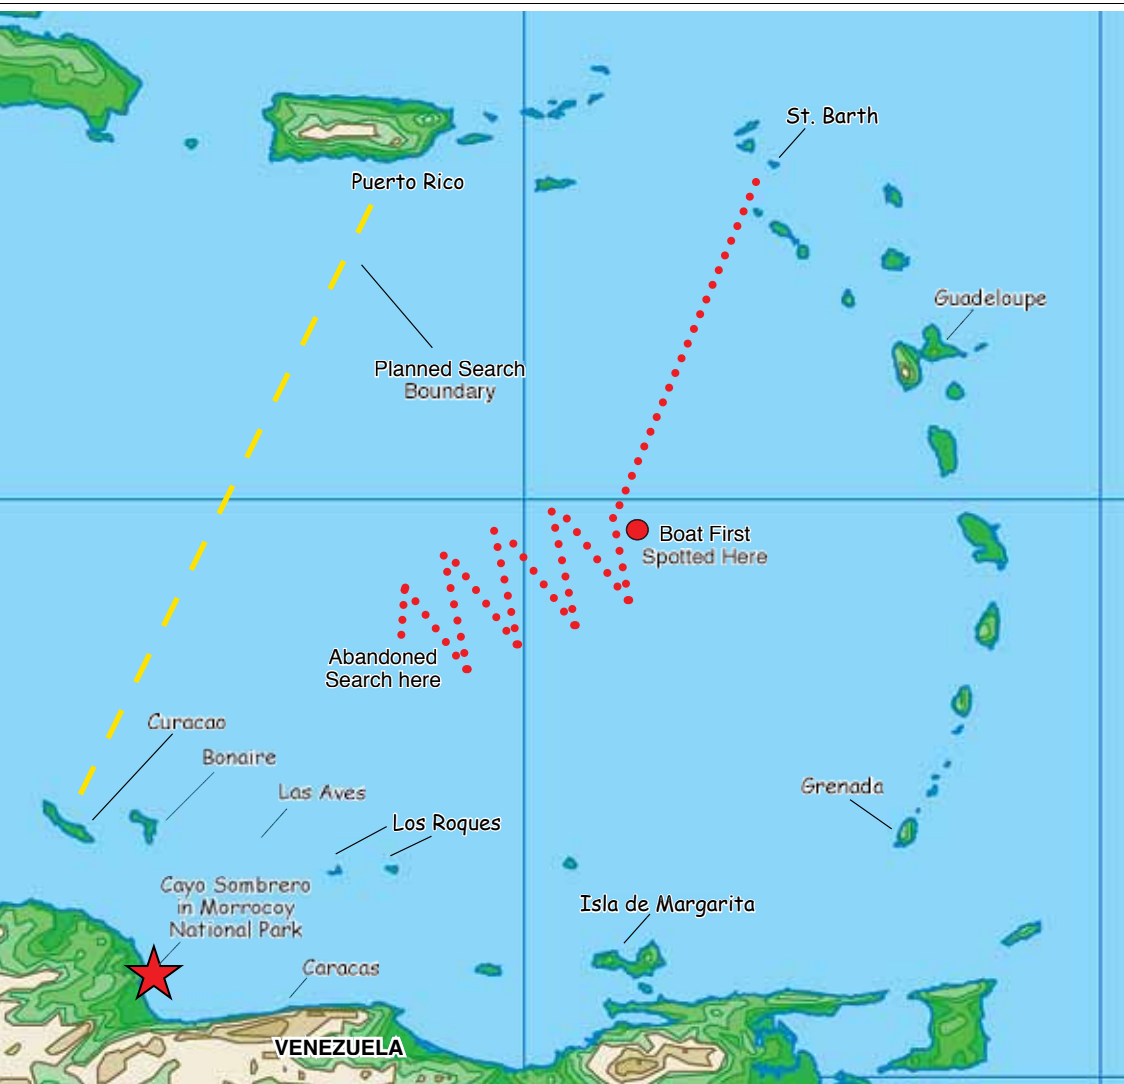 St. Barth
Puerto Rico
Guadeloupe
Planned Search
Boundary
Boat First
Spotted Here
Abandoned
Search here
Curacao
Bonaire
Las Aves
Grenada
Los Roques
Cayo Sombrero
in Morrocoy
National Park
Isla de Margarita
Caracas
VENEZUELA